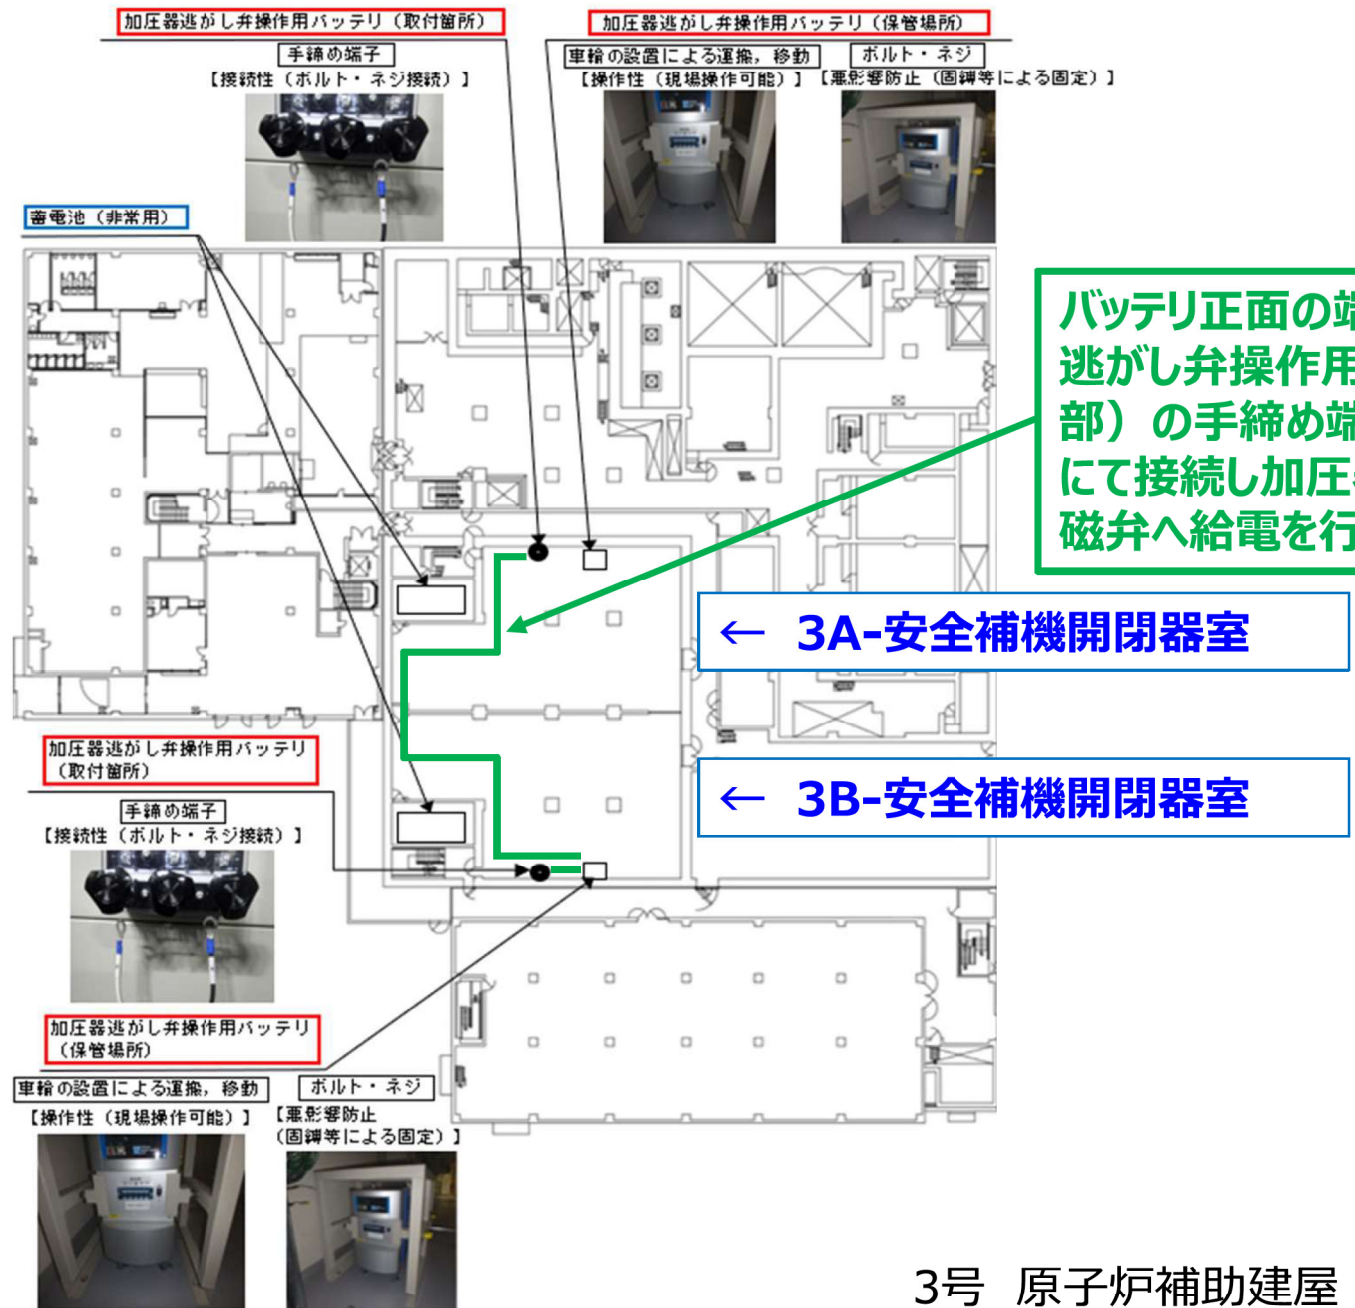 加圧器逃がし弁操作用バッテリ（取付箇所）
手締め端子
【接続性（ボルト・ネジ接続）】
加圧器逃がし弁操作用バッテリ（保管場所）
車輪の設置による運搬，移動
【操作性（現場操作可能）】
ボルト・ネジ
【悪影響防止（固縛等による固定）】
蓄電池（非常用）
バッテリ正面の端
逃がし弁操作用
部）の手締め端
にて接続し加圧
磁弁へ給電を行
← 3A-安全補機開閉器室
← 3B-安全補機開閉器室
加圧器逃がし弁操作用バッテリ
（取付箇所）
手締め端子
【接続性（ボルト・ネジ接続）】
加圧器逃がし弁操作用バッテリ
（保管場所）
車輪の設置による運搬，移動
【操作性（現場操作可能）】
ボルト・ネジ
【悪影響防止
（固縛等による固定）】
3号 原子炉補助建屋